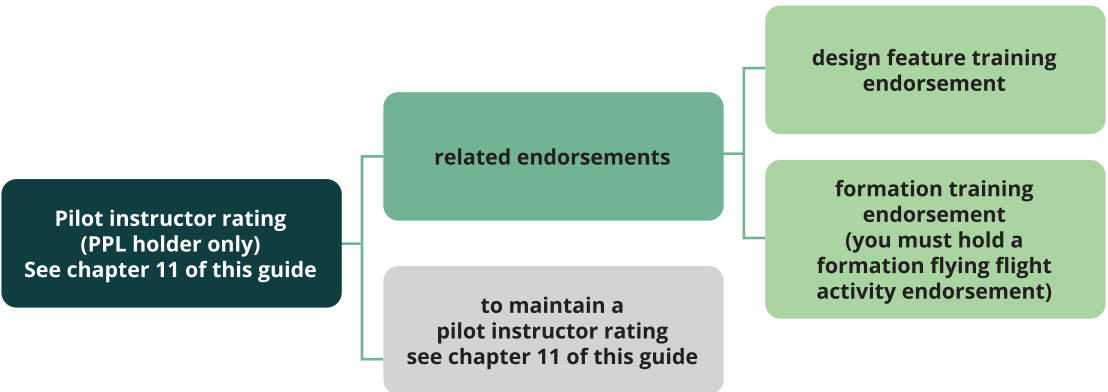 Pilot instructor rating
(PPL holder only)
See chapter 11 of this guide
related endorsements
to maintain a
pilot instructor rating
see chapter 11 of this guide
design feature training
endorsement
formation training
endorsement
(you must hold a
formation flying flight
activity endorsement)